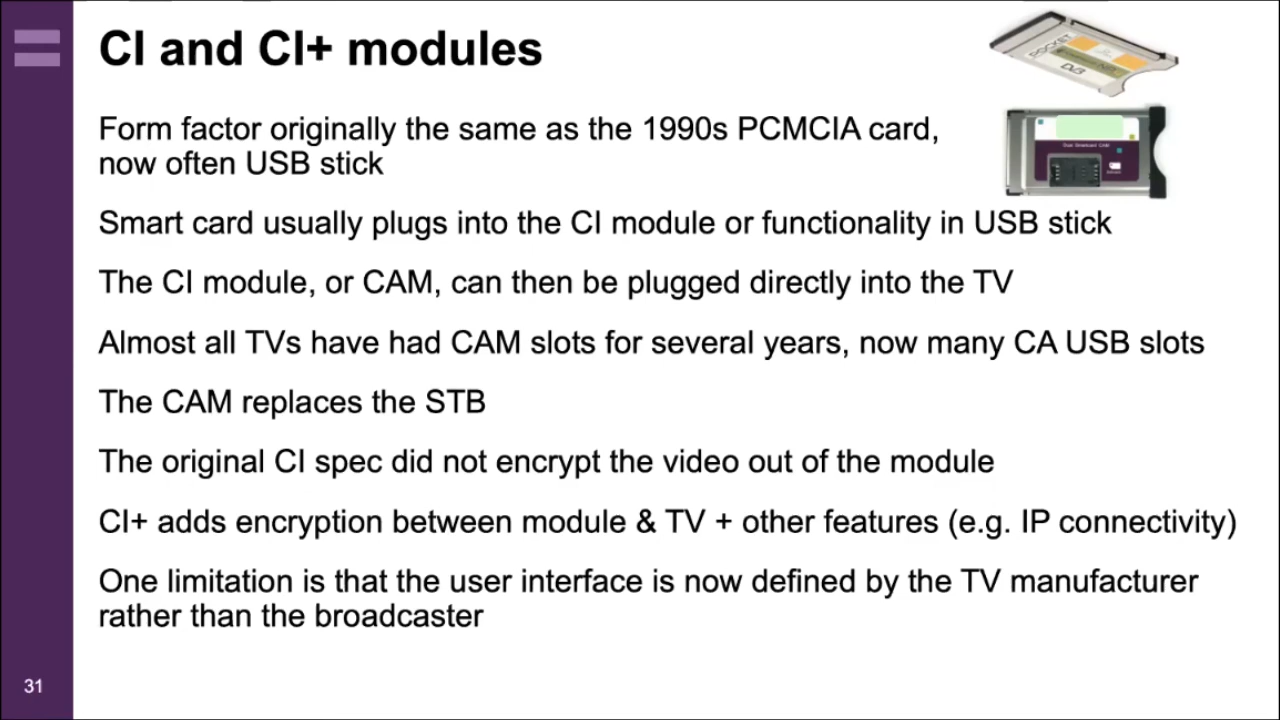 CI and CI+ modules
Form factor originally the same as the 1990s PCMCIA card,
now often USB stick
Smart card usually plugs into the CI module or functionality in USB stick
The CI module, or CAM, can then be plugged directly into the TV
Almost all TVs have had CAM slots for several years, now many CA USB slots
The CAM replaces the STB
The original CI spec did not encrypt the video out of the module
CI+ adds encryption between module & TV + other features (e.g. IP connectivity)
One limitation is that the user interface is now defined by the TV manufacturer
rather than the broadcaster
31
POCKET
DVB